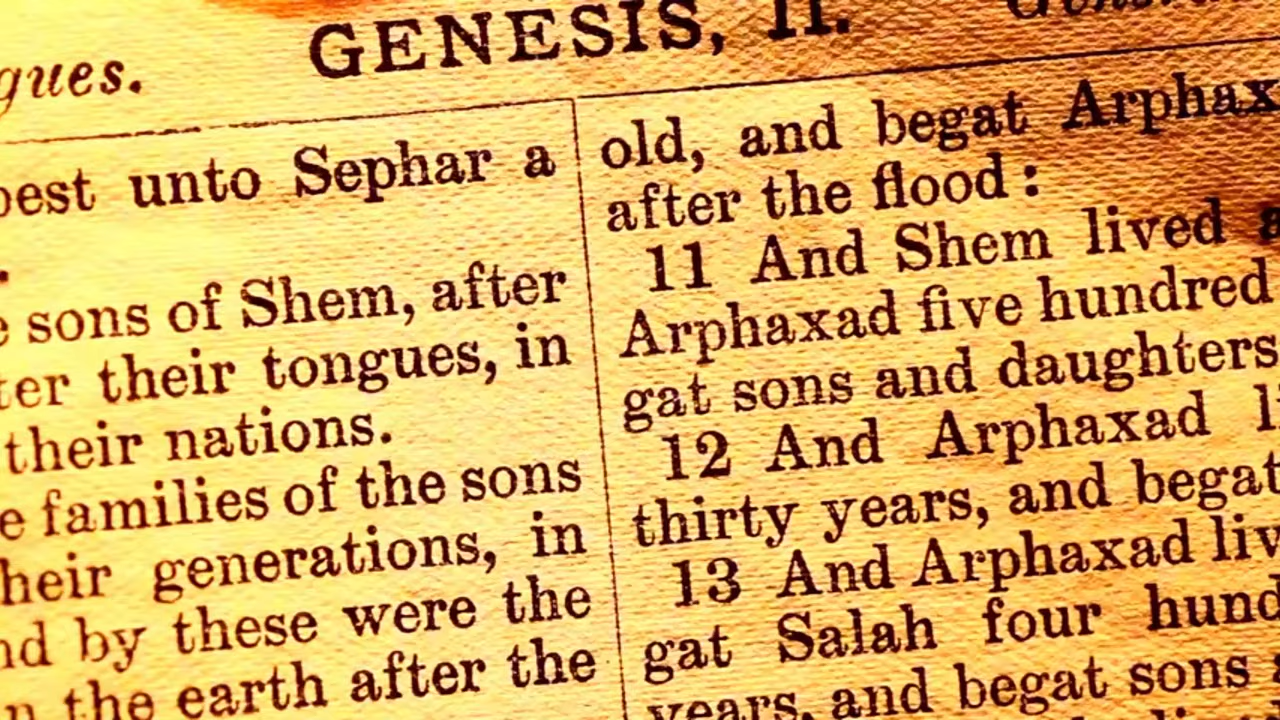 gues.
GENESIS, II.
best unto Sephar a
sons of Shem, after
ter their tongues, in
their nations.
e families of the sons
heir generations, in
nd by these were the
n the earth after the
old, and begat Arphax
after the flood:
11 And Shem lived a
Arphaxad five hundred
gat sons and daughters
12 And Arphaxad li
thirty years, and begat
13 And Arphaxad liv
gat Salah four hund
years, and begat sons a